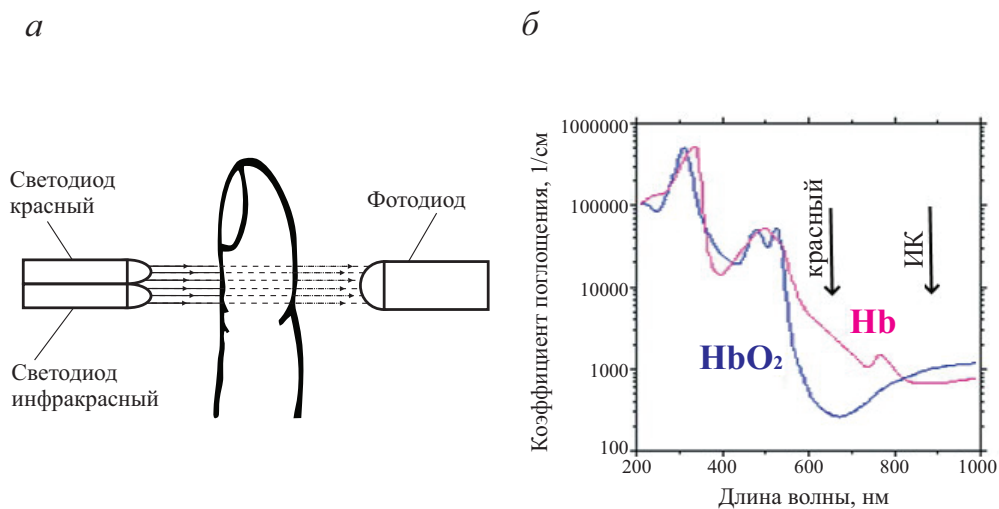 а
Светодиод
красный
Фотодиод
Светодиод
инфракрасный
б
Коэффициент поглощения, 1/см
1000000
100000
10000
1000
100
красный
ИК
Hb
HbO2
200 400 600 800 1000
Длина волны, нм